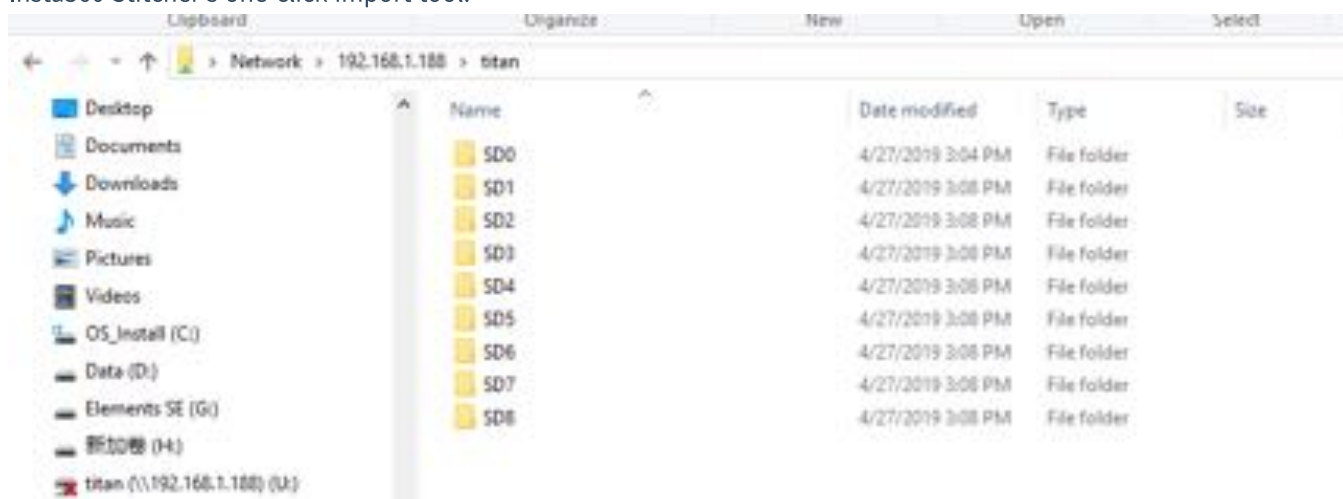 Insta360 Stitcher's one-click import tool.
Clipboard Organize New Open Select
Network > 192.168.1.188 > titan
Name Date modified Type Size
Desktop
Documents
Downloads
Music
Pictures
Videos
OS_Install (C:)
Data (D:)
Elements SE (G:)
新加卷 (H:)
titan (\\192.168.1.188) (U:)
SD0 4/27/2019 3:04 PM File folder
SD1 4/27/2019 3:08 PM File folder
SD2 4/27/2019 3:08 PM File folder
SD3 4/27/2019 3:08 PM File folder
SD4 4/27/2019 3:08 PM File folder
SD5 4/27/2019 3:08 PM File folder
SD6 4/27/2019 3:08 PM File folder
SD7 4/27/2019 3:08 PM File folder
SD8 4/27/2019 3:08 PM File folder